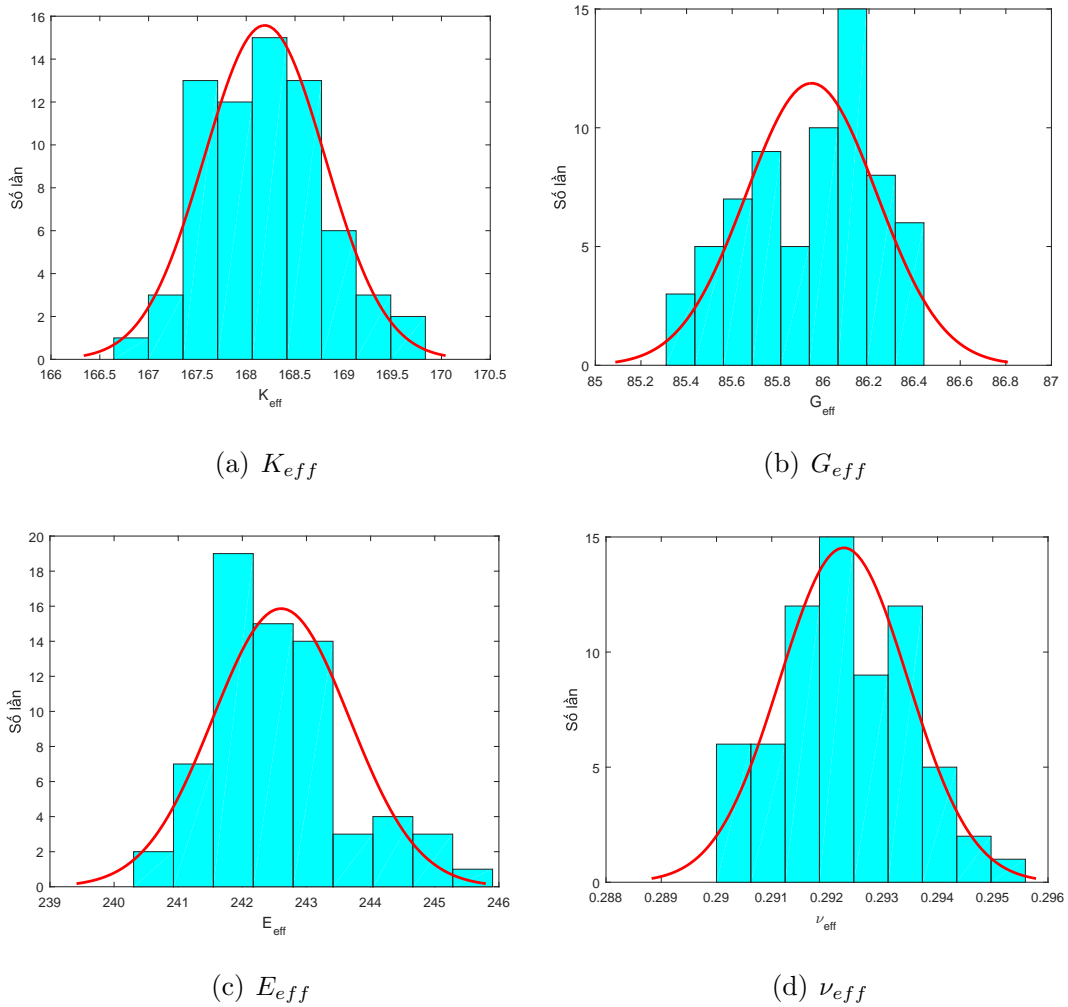 16
14
12
10
8
6
4
2
0
Số lần
166 166.5 167 167.5 168 168.5 169 169.5 170 170.5
K_eff
(a) K_eff
15
10
5
0
Số lần
85 85.2 85.4 85.6 85.8 86 86.2 86.4 86.6 86.8 87
G_eff
(b) G_eff
20
18
16
14
12
10
8
6
4
2
0
Số lần
239 240 241 242 243 244 245 246
E_eff
(c) E_eff
15
10
5
0
Số lần
0.288 0.289 0.29 0.291 0.292 0.293 0.294 0.295 0.296
ν_eff
(d) ν_eff